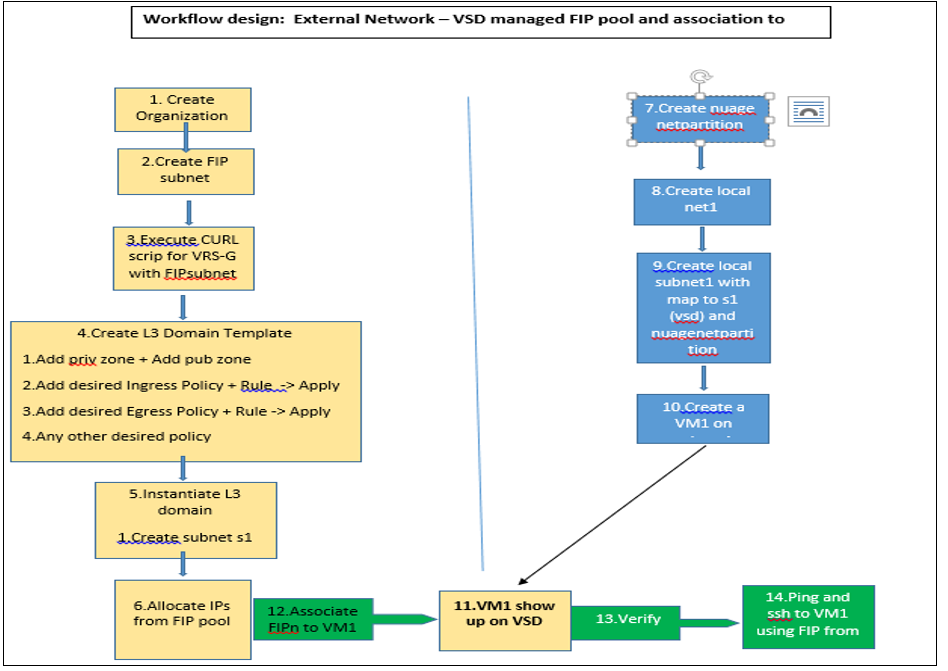 Workflow design: External Network – VSD managed FIP pool and association to
1. Create
Organization
2.Create FIP
subnet
3.Execute CURL
scrip for VRS-G
with FIPsubnet
4.Create L3 Domain Template
1.Add priv zone + Add pub zone
2.Add desired Ingress Policy + Rule -> Apply
3.Add desired Egress Policy + Rule -> Apply
4.Any other desired policy
5.Instantiate L3
domain
1.Create subnet s1
6.Allocate IPs
from FIP pool
7.Create nuage
netpartition
8.Create local
net1
9.Create local
subnet1 with
map to s1
(vsd) and
nuagenetparti
tion
10.Create a
VM1 on
11.VM1 show
up on VSD
12.Associate
FIPn to VM1
13.Verify
14.Ping and
ssh to VM1
using FIP from